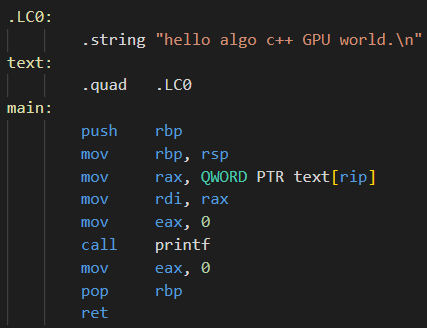 .LC0:
.string "hello algo c++ GPU world.\n"
text:
.quad .LC0
main:
push rbp
mov rbp, rsp
mov rax, QWORD PTR text[rip]
mov rdi, rax
mov eax, 0
call printf
mov eax, 0
pop rbp
ret